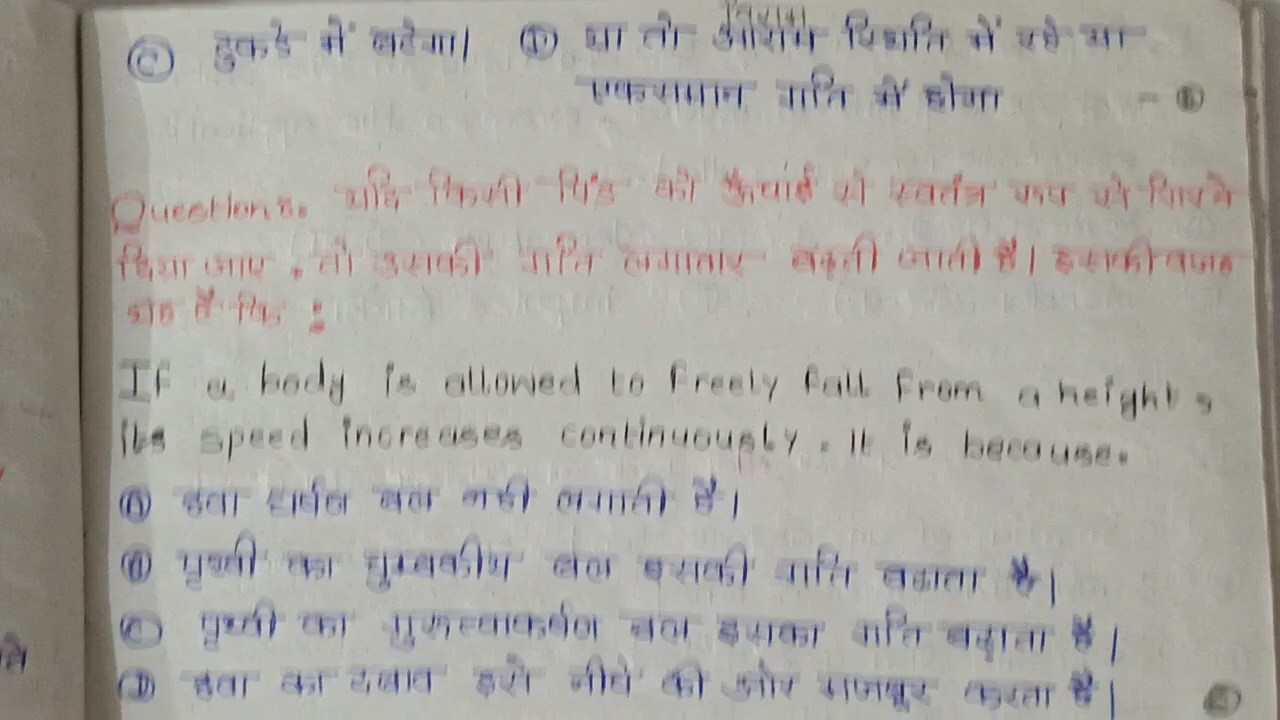 © टुकडे में बटेगा। Ⓓ या तो विराम स्थिति में रहे या
एकसमान गति में होगा -Ⓓ
Question:. यदि किसी पिंड को ऊँचाई से स्वतंत्र रूप से गिरने
दिया जाए, तो उसकी गति लगातार बढ़ती जाती है। इसकी वजह
यह है कि :
If a body is allowed to freely fall from a height,
its speed increases continuously. It is because.
Ⓐ हवा घर्षण बल नही लगाती है।
Ⓑ पृथ्वी का चुम्बकीय बल इसकी गति बढाता है।
© पृथ्वी का गुरुत्वाकर्षण बल इसका गति बढ़ाता है।
Ⓓ हवा का दबाव इसे नीचे की ओर मजबूर करता है। ©